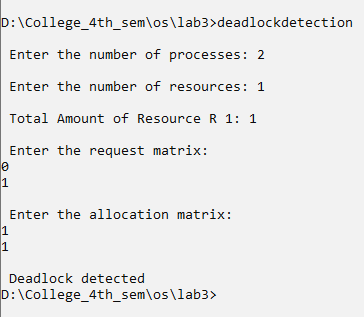 D:\College_4th_sem\os\lab3>deadlockdetection
Enter the number of processes: 2
Enter the number of resources: 1
Total Amount of Resource R 1: 1
Enter the request matrix:
0
1
Enter the allocation matrix:
1
1
Deadlock detected
D:\College_4th_sem\os\lab3>